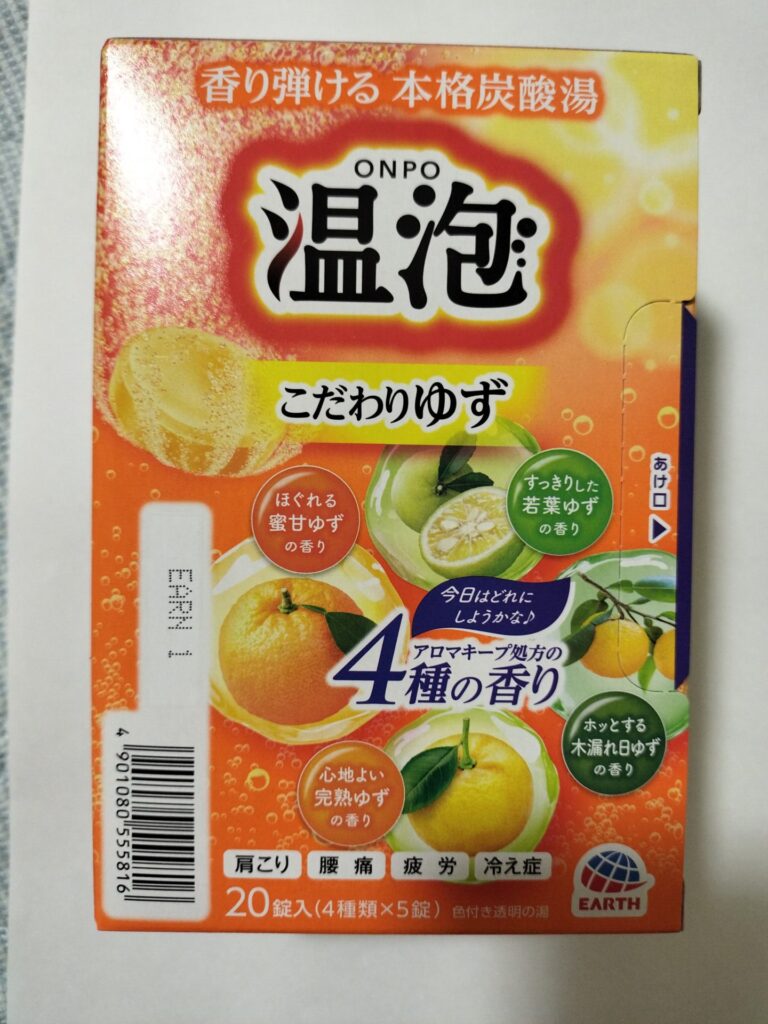 香り弾ける 本格炭酸湯
ONPO
温泡
こだわりゆず
ほぐれる
蜜甘ゆず
の香り
すっきりした
若葉ゆず
の香り
あけ口
今日はどれに
しようかな♪
アロマキープ処方の
4種の香り
ホッとする
木漏れ日ゆず
の香り
心地よい
完熟ゆず
の香り
EARN 1
4 901080 555816
肩こり 腰痛 疲労 冷え症
20錠入(4種類×5錠) 色付き透明の湯
EARTH